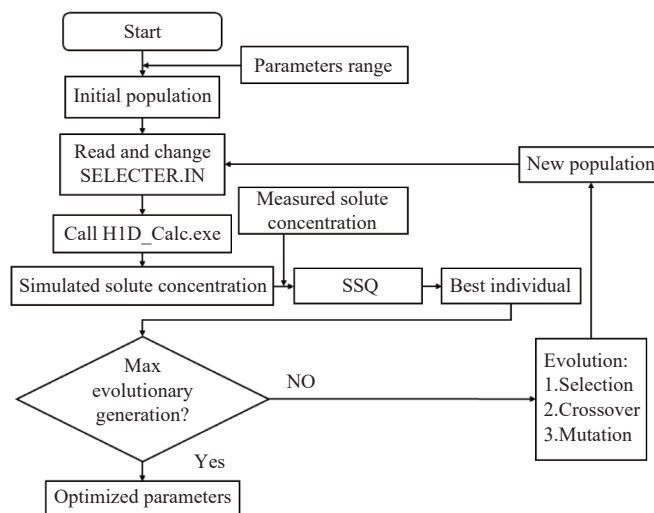 Start
Parameters range
Initial population
Read and change
SELECTER.IN
New population
Measured solute
concentration
Call H1D_Calc.exe
Simulated solute concentration
SSQ
Best individual
Max
evolutionary
generation?
NO
Evolution:
1.Selection
2.Crossover
3.Mutation
Yes
Optimized parameters